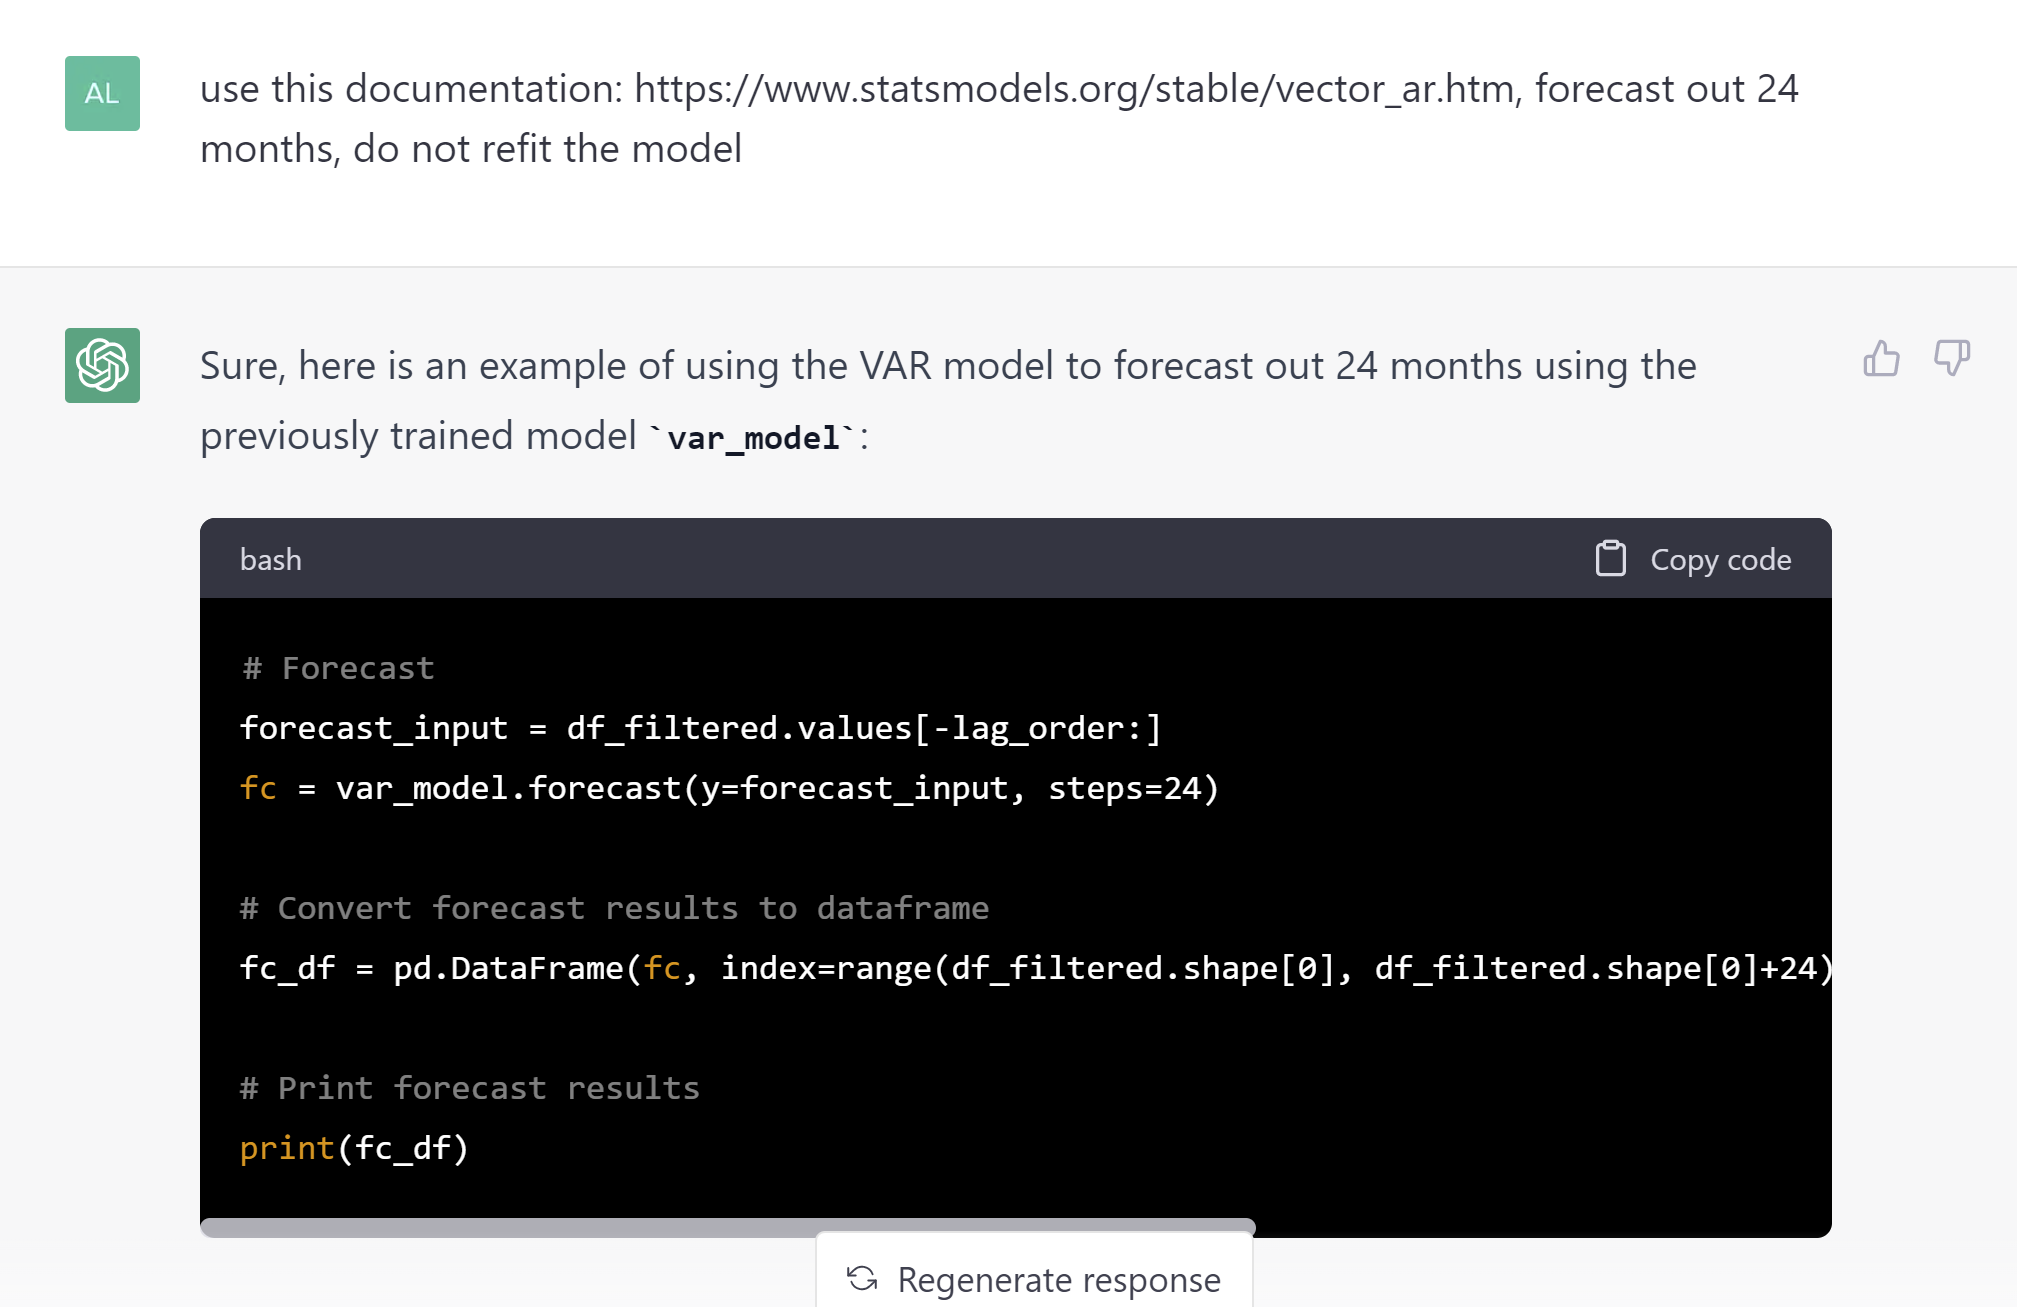 AL
use this documentation: https://www.statsmodels.org/stable/vector_ar.htm, forecast out 24
months, do not refit the model
Sure, here is an example of using the VAR model to forecast out 24 months using the
previously trained model `var_model`:
bash
Copy code
# Forecast
forecast_input = df_filtered.values[-lag_order:]
fc = var_model.forecast(y=forecast_input, steps=24)
# Convert forecast results to dataframe
fc_df = pd.DataFrame(fc, index=range(df_filtered.shape[0], df_filtered.shape[0]+24)
# Print forecast results
print(fc_df)
Regenerate response